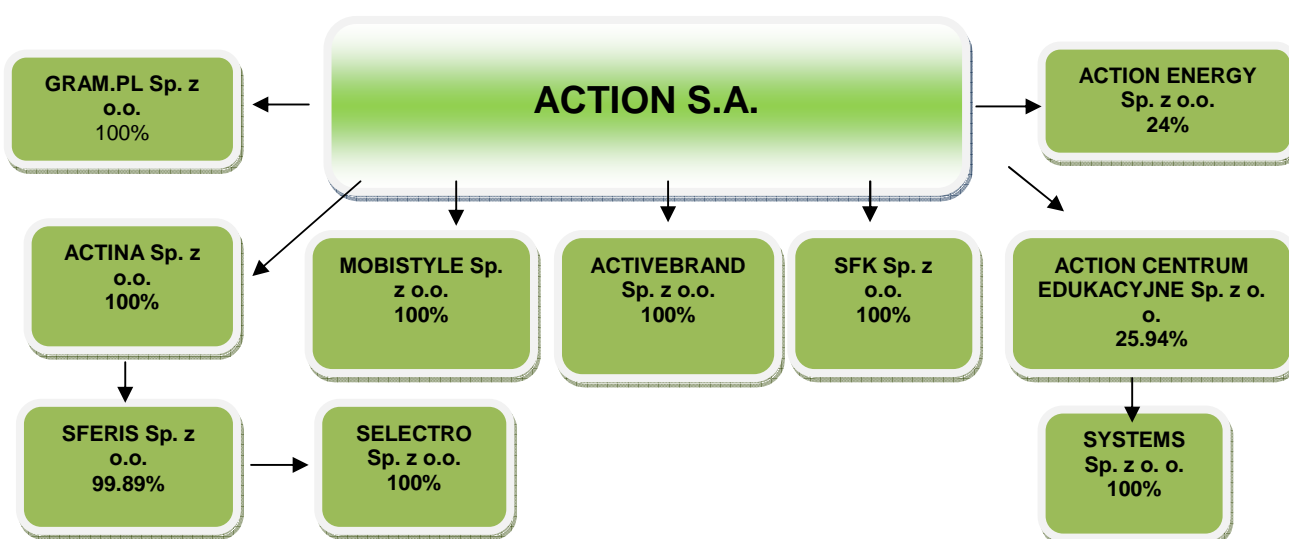 ACTION S.A.
GRAM.PL Sp. z
o.o.
100%
ACTION ENERGY
Sp. z o.o.
24%
ACTINA Sp. z
o.o.
100%
MOBISTYLE Sp.
z o.o.
100%
ACTIVEBRAND
Sp. z o.o.
100%
SFK Sp. z
o.o.
100%
ACTION CENTRUM
EDUKACYJNE Sp. z o.
o.
25.94%
SFERIS Sp. z
o.o.
99.89%
SELECTRO
Sp. z o.o.
100%
SYSTEMS
Sp. z o. o.
100%